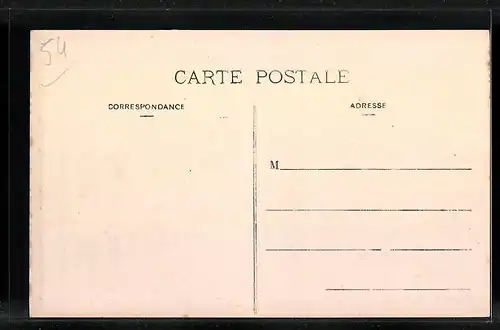 54
CARTE POSTALE
CORRESPONDANCE
ADRESSE
M